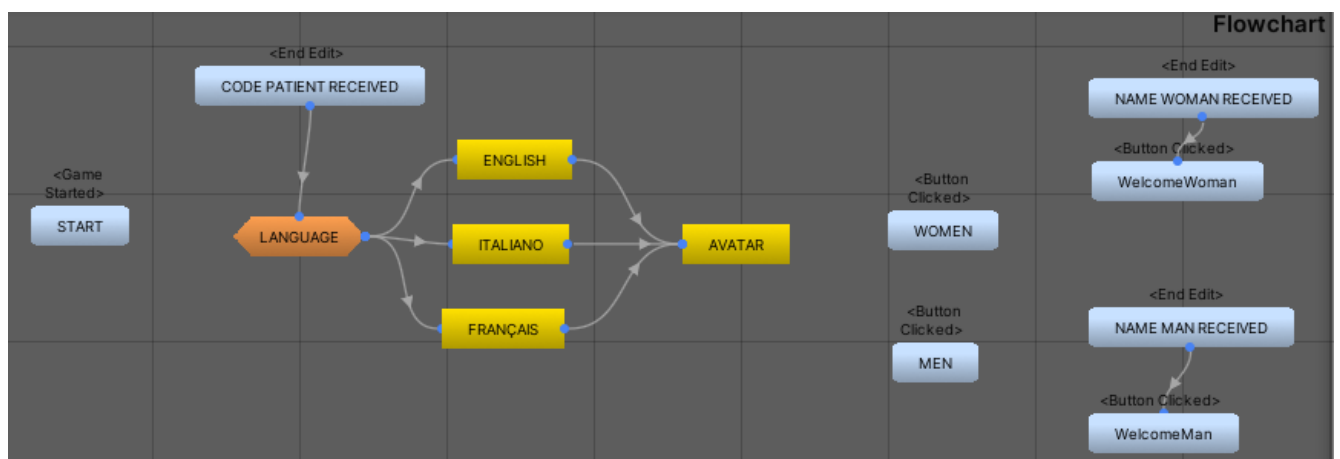 Flowchart
<End Edit>
CODE PATIENT RECEIVED
<Game
Started>
START
LANGUAGE
ENGLISH
ITALIANO
FRANÇAIS
AVATAR
<Button
Clicked>
WOMEN
<Button
Clicked>
MEN
<End Edit>
NAME WOMAN RECEIVED
<Button Clicked>
WelcomeWoman
<End Edit>
NAME MAN RECEIVED
<Button Clicked>
WelcomeMan